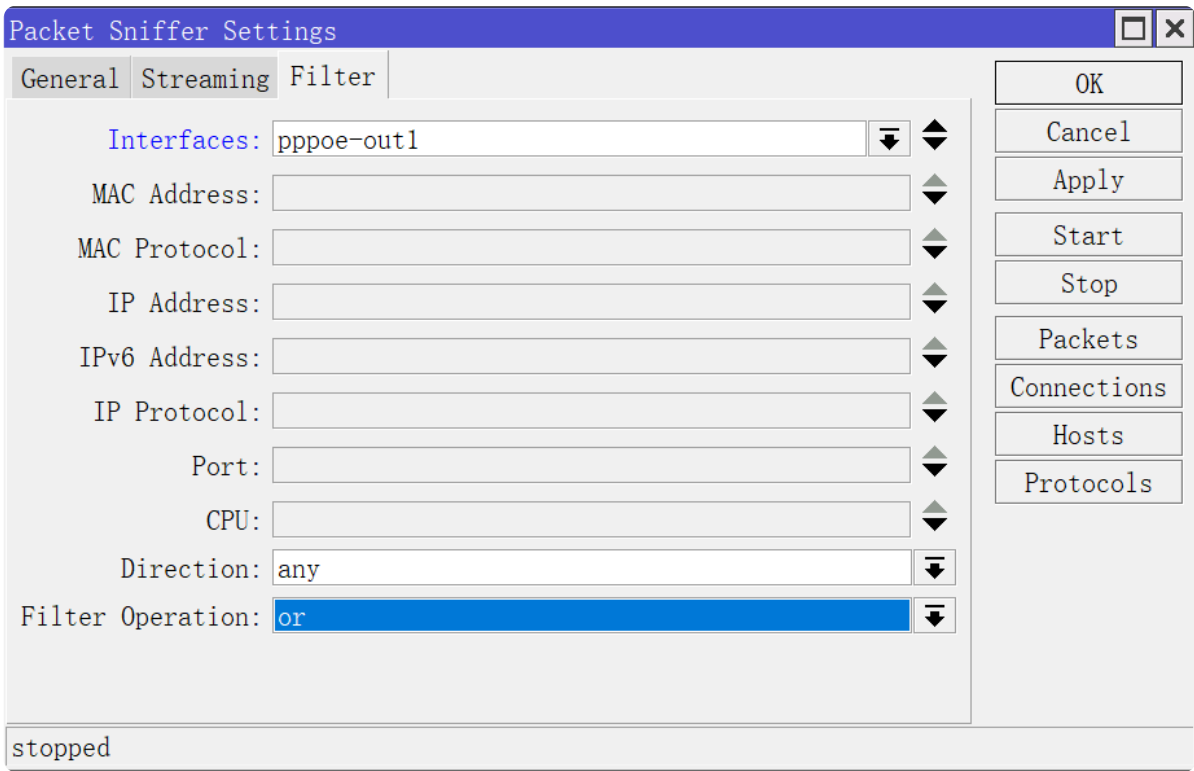 Packet Sniffer Settings
General Streaming Filter
Interfaces: pppoe-out1
MAC Address:
MAC Protocol:
IP Address:
IPv6 Address:
IP Protocol:
Port:
CPU:
Direction: any
Filter Operation: or
OK
Cancel
Apply
Start
Stop
Packets
Connections
Hosts
Protocols
stopped